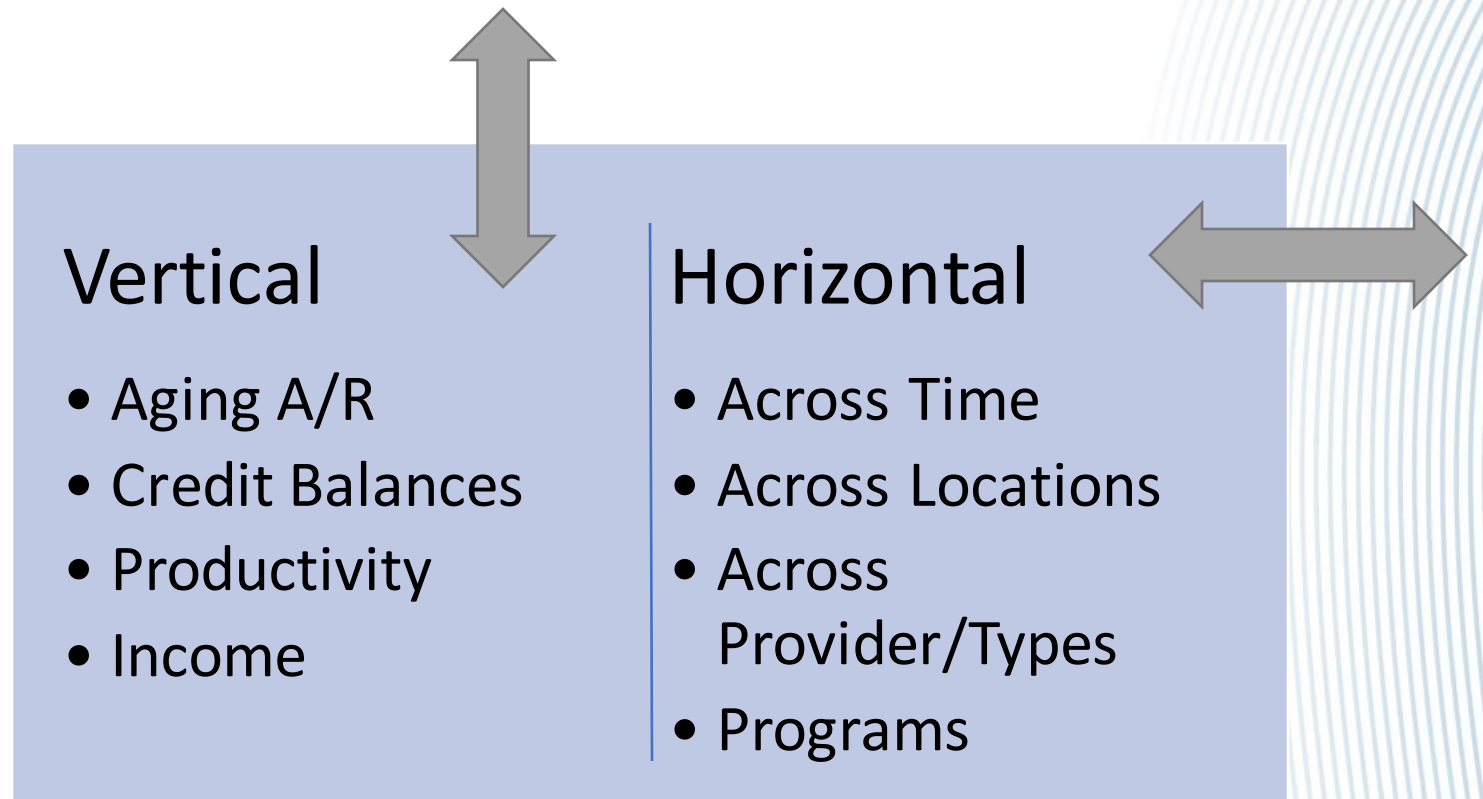 Vertical
• Aging A/R
• Credit Balances
• Productivity
• Income
Horizontal
• Across Time
• Across Locations
• Across
Provider/Types
• Programs